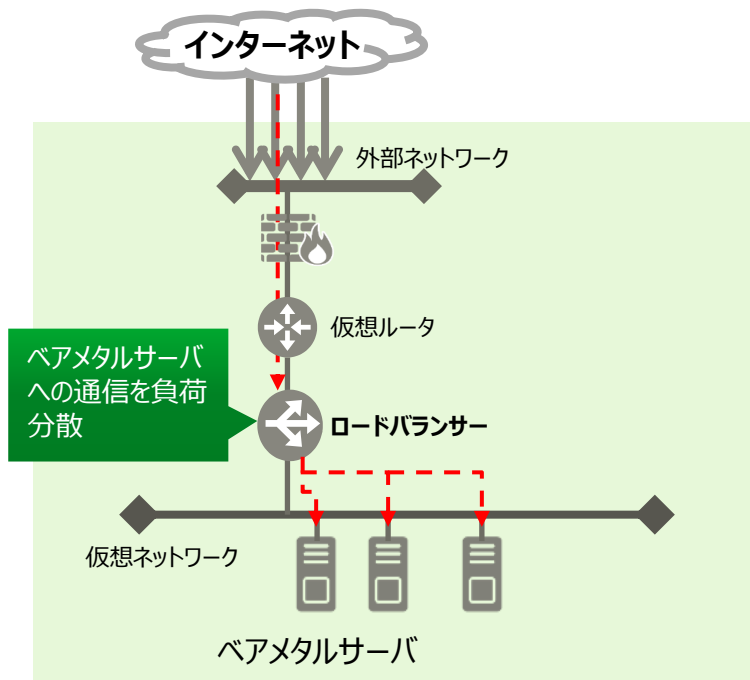 インターネット
外部ネットワーク
仮想ルータ
ベアメタルサーバ
への通信を負荷
分散
ロードバランサー
仮想ネットワーク
ベアメタルサーバ